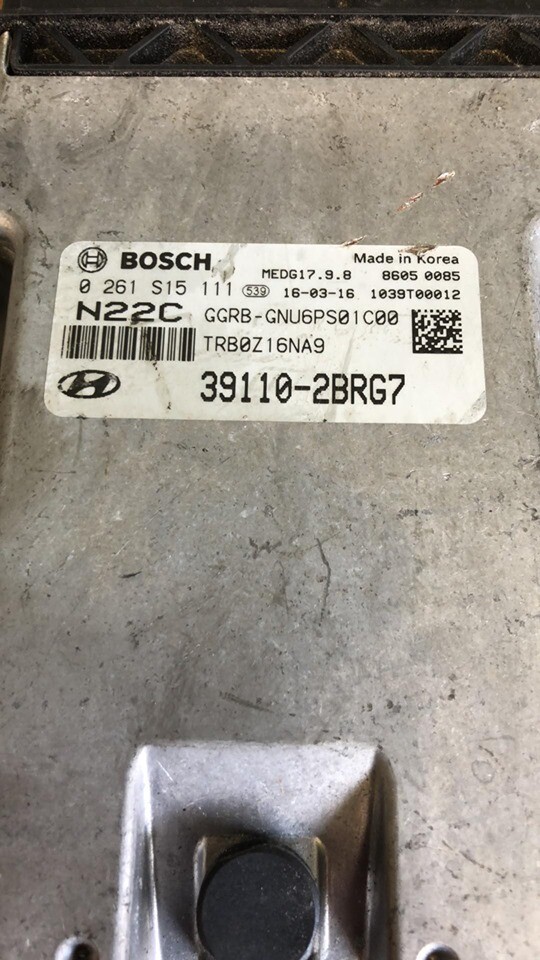 BOSCH Made in Korea
MEDG17.9.8 8605 0085
0 261 S15 111 539 16-03-16 1039T00012
N22C GGRB-GNU6PS01C00
TRB0Z16NA9
39110-2BRG7